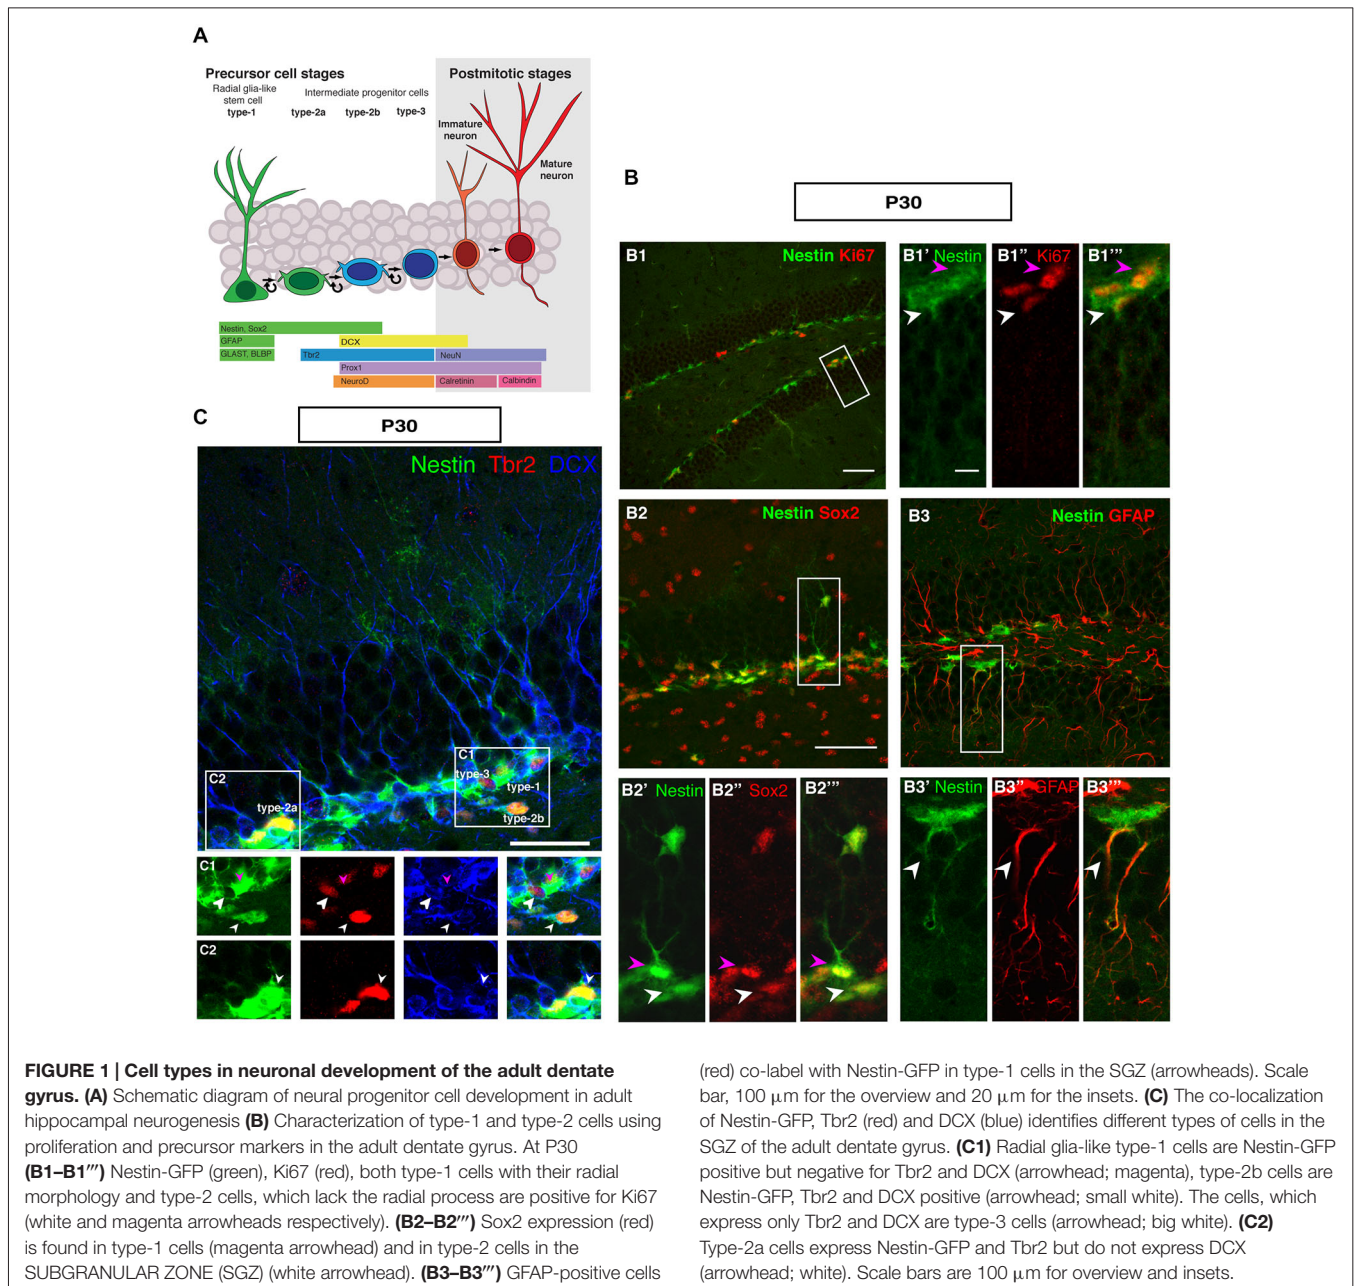 A
Precursor cell stages
Postmitotic stages
Radial glia-like
stem cell
type-1
Intermediate progenitor cells
type-2a
type-2b
type-3
Immature
neuron
Mature
neuron
Nestin, Sox2
GFAP
DCX
GLAST, BLBP
Tbr2
NeuN
Prox1
NeuroD
Calretinin
Calbindin
B
P30
B1
Nestin Ki67
B1' Nestin
B1'' Ki67
B1'''
B2
Nestin Sox2
B3
Nestin GFAP
B2' Nestin
B2'' Sox2
B2'''
B3' Nestin
B3'' GFAP
B3'''
C
P30
Nestin Tbr2 DCX
C1
type-3
type-1
type-2b
C2
type-2a
C1
C2
FIGURE 1 | Cell types in neuronal development of the adult dentate
gyrus. (A) Schematic diagram of neural progenitor cell development in adult
hippocampal neurogenesis (B) Characterization of type-1 and type-2 cells using
proliferation and precursor markers in the adult dentate gyrus. At P30
(B1–B1''') Nestin-GFP (green), Ki67 (red), both type-1 cells with their radial
morphology and type-2 cells, which lack the radial process are positive for Ki67
(white and magenta arrowheads respectively). (B2–B2''') Sox2 expression (red)
is found in type-1 cells (magenta arrowhead) and in type-2 cells in the
SUBGRANULAR ZONE (SGZ) (white arrowhead). (B3–B3''') GFAP-positive cells
(red) co-label with Nestin-GFP in type-1 cells in the SGZ (arrowheads). Scale
bar, 100 μm for the overview and 20 μm for the insets. (C) The co-localization
of Nestin-GFP, Tbr2 (red) and DCX (blue) identifies different types of cells in the
SGZ of the adult dentate gyrus. (C1) Radial glia-like type-1 cells are Nestin-GFP
positive but negative for Tbr2 and DCX (arrowhead; magenta), type-2b cells are
Nestin-GFP, Tbr2 and DCX positive (arrowhead; small white). The cells, which
express only Tbr2 and DCX are type-3 cells (arrowhead; big white). (C2)
Type-2a cells express Nestin-GFP and Tbr2 but do not express DCX
(arrowhead; white). Scale bars are 100 μm for overview and insets.